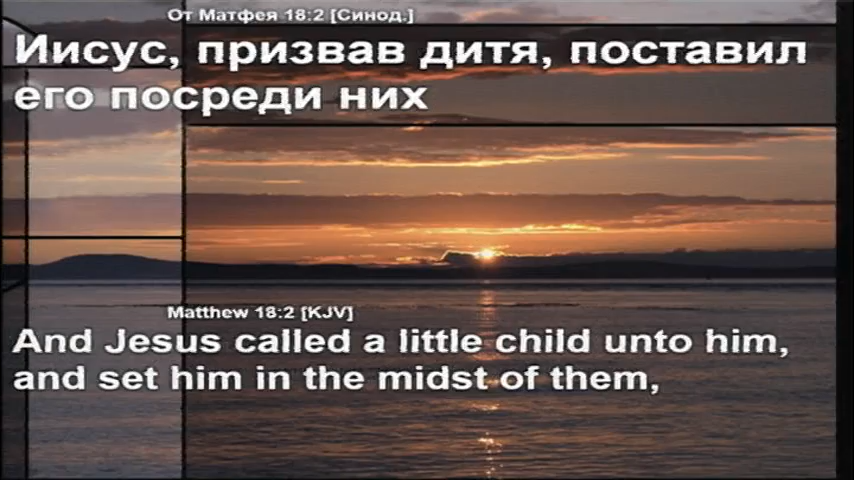 От Матфея 18:2 [Синод.]
Иисус, призвав дитя, поставил
его посреди них
Matthew 18:2 [KJV]
And Jesus called a little child unto him,
and set him in the midst of them,